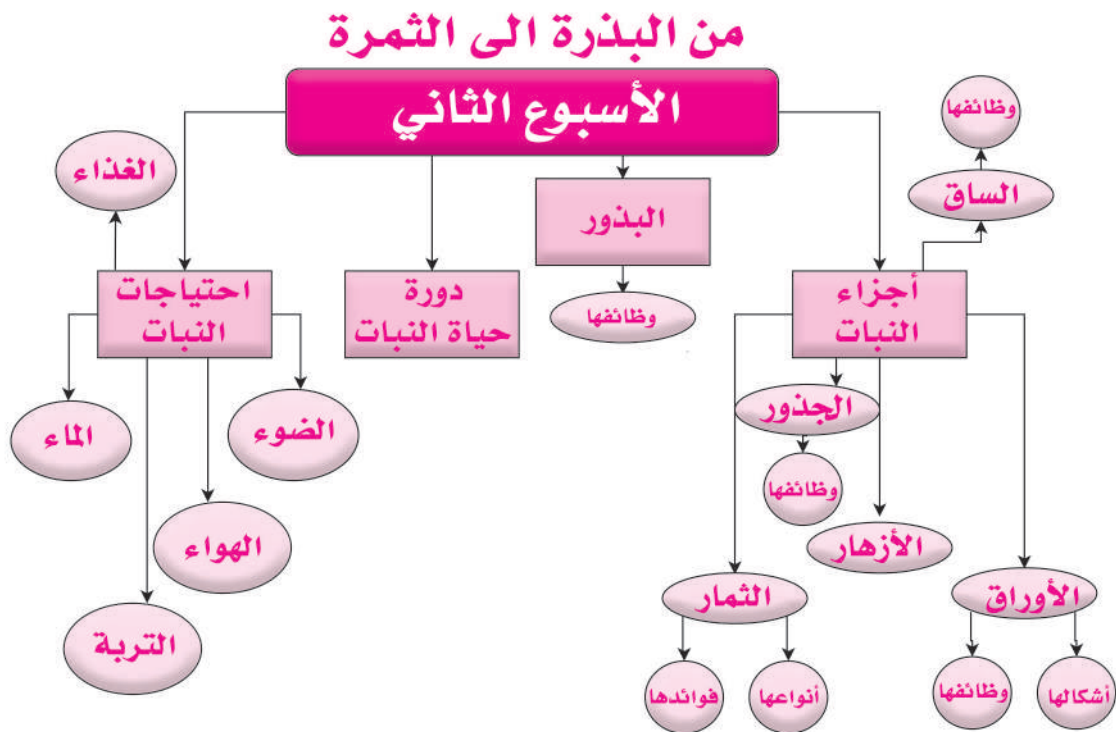 من البذرة الى الثمرة
الأسبوع الثاني
وظائفها
الساق
الغذاء
البذور
وظائفها
أجزاء
النبات
دورة
حياة النبات
احتياجات
النبات
الجذور
وظائفها
الأزهار
الثمار
أنواعها
فوائدها
الأوراق
أشكالها
وظائفها
الضوء
الماء
الهواء
التربة